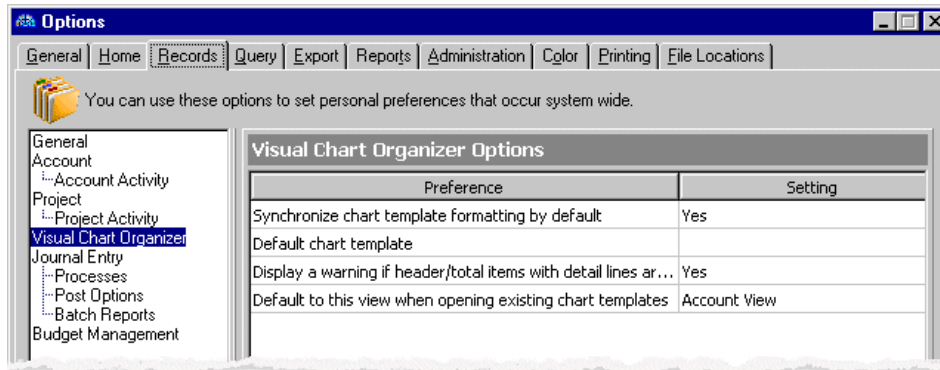 Options
General Home Records Query Export Reports Administration Color Printing File Locations
You can use these options to set personal preferences that occur system wide.
General
Account
Account Activity
Project
Project Activity
Visual Chart Organizer
Journal Entry
Processes
Post Options
Batch Reports
Budget Management
Visual Chart Organizer Options
Preference Setting
Synchronize chart template formatting by default Yes
Default chart template
Display a warning if header/total items with detail lines ar... Yes
Default to this view when opening existing chart templates Account View